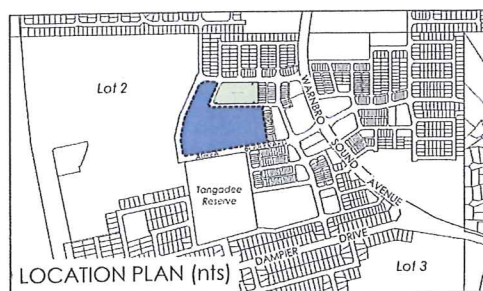 Lot 2
WARNBRO SOUND AVENUE
Tangadee
Reserve
DAMPIER DRIVE
Lot 3
LOCATION PLAN (nts)